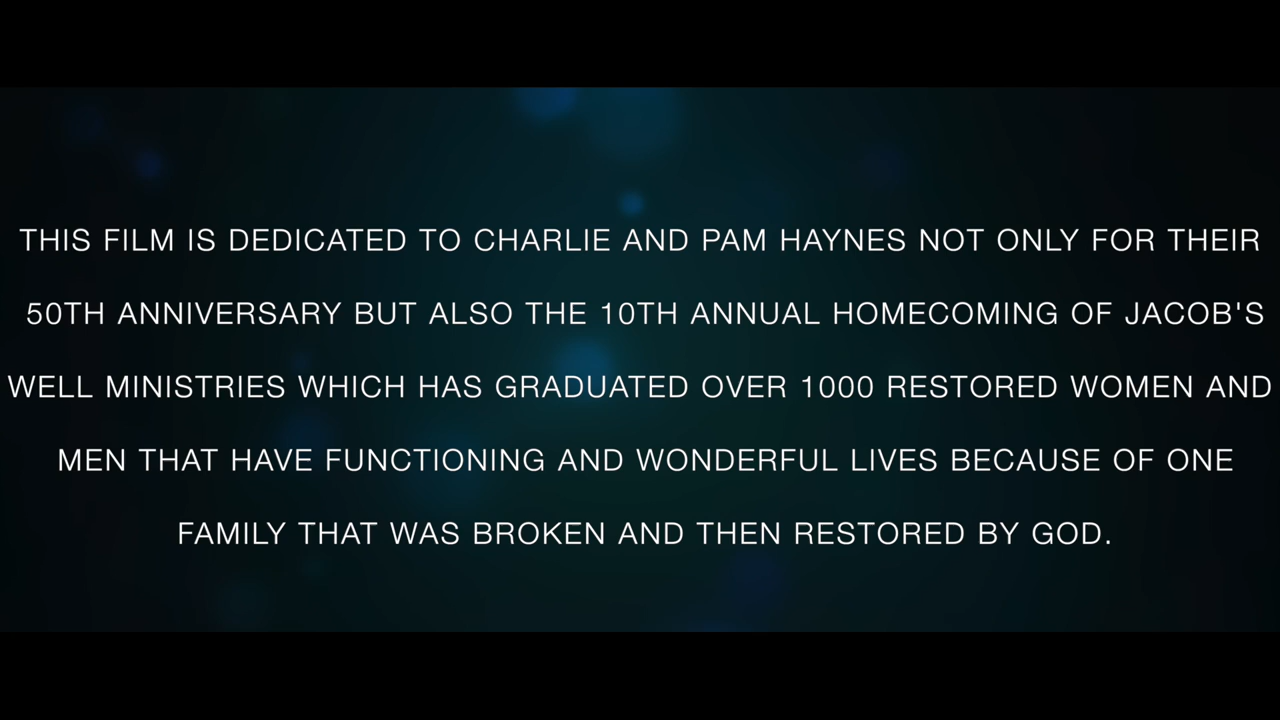 THIS FILM IS DEDICATED TO CHARLIE AND PAM HAYNES NOT ONLY FOR THEIR
50TH ANNIVERSARY BUT ALSO THE 10TH ANNUAL HOMECOMING OF JACOB'S
WELL MINISTRIES WHICH HAS GRADUATED OVER 1000 RESTORED WOMEN AND
MEN THAT HAVE FUNCTIONING AND WONDERFUL LIVES BECAUSE OF ONE
FAMILY THAT WAS BROKEN AND THEN RESTORED BY GOD.